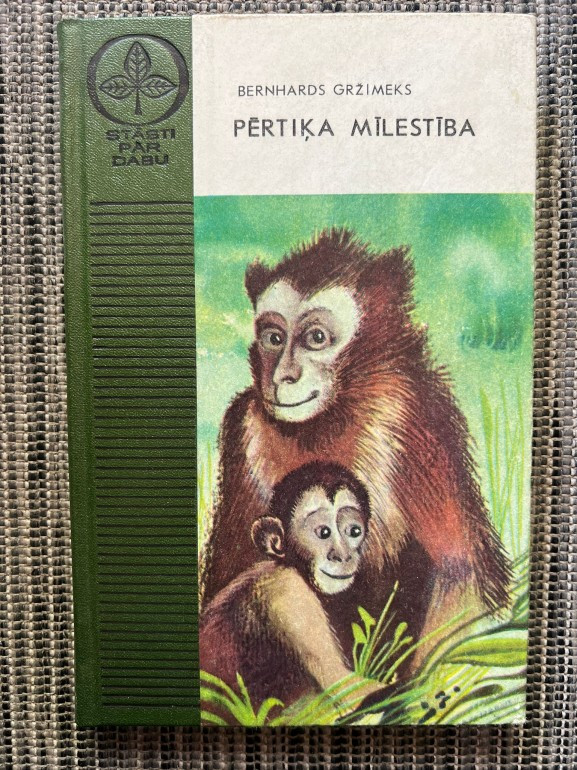 STĀSTI
PAR
DABU
BERNHARDS GRŽIMEKS
PĒRTIĶA MĪLESTĪBA